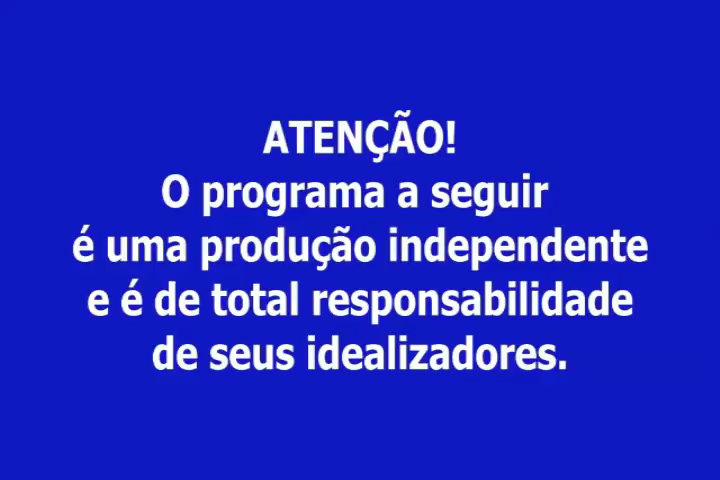 ATENÇÃO!
O programa a seguir
é uma produção independente
e é de total responsabilidade
de seus idealizadores.